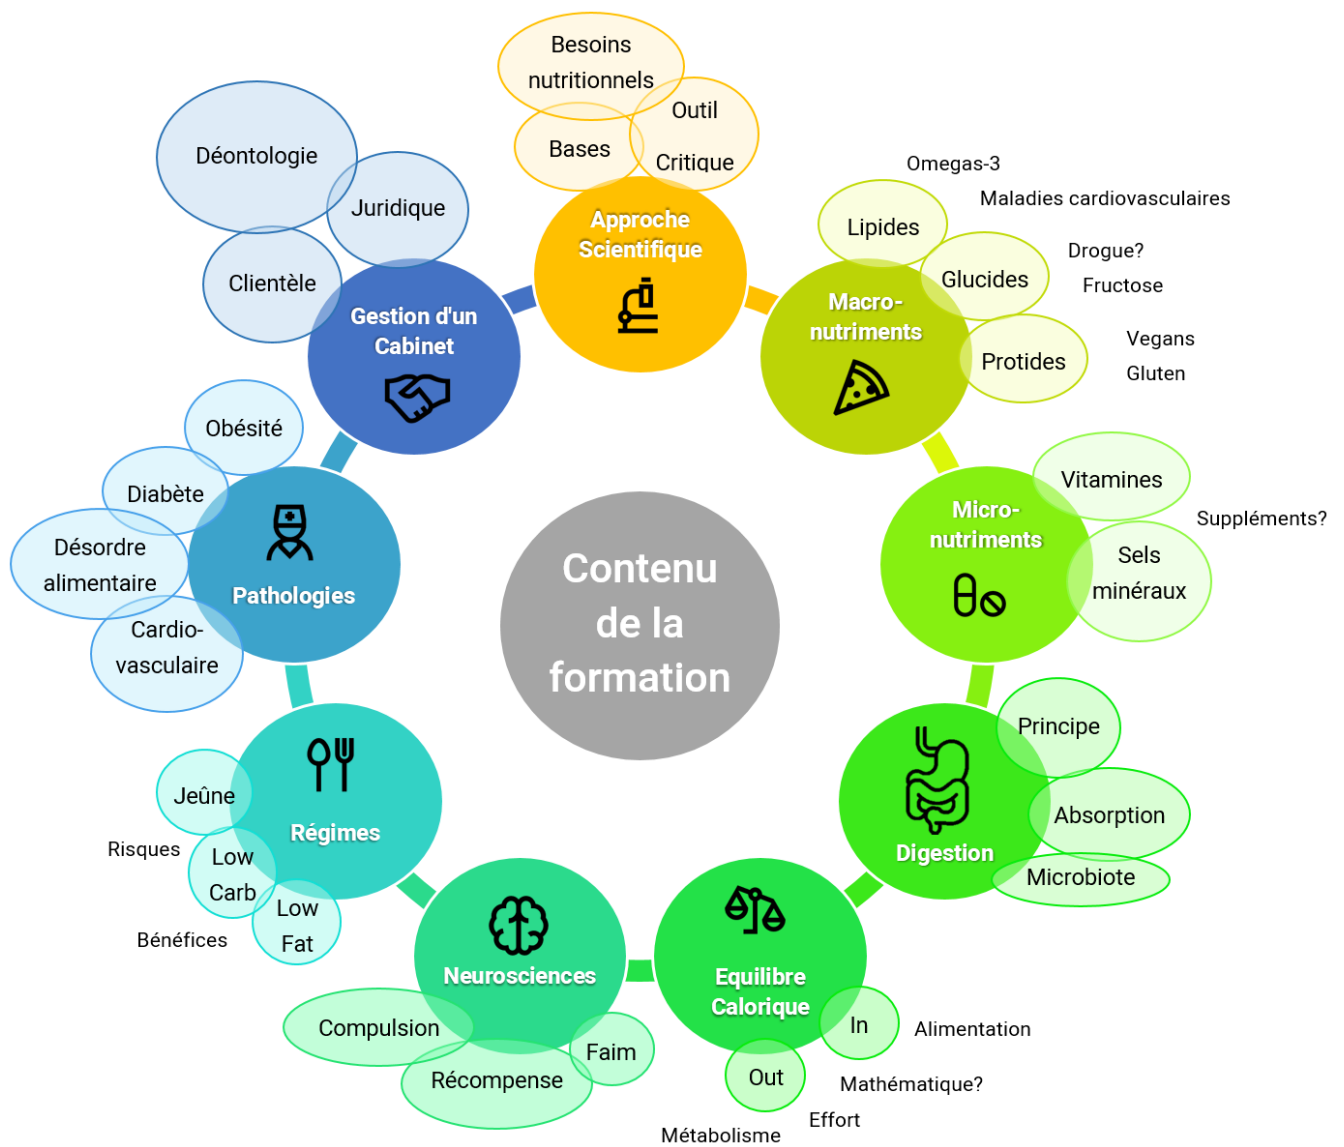 Besoins
nutritionnels
Outil
Critique
Bases
Approche
Scientifique
Omegas-3
Maladies cardiovasculaires
Lipides
Drogue?
Glucides
Fructose
Macro-
nutriments
Protides
Vegans
Gluten
Vitamines
Suppléments?
Micro-
nutriments
Sels
minéraux
Principe
Absorption
Digestion
Microbiote
Equilibre
Calorique
In
Alimentation
Out
Mathématique?
Effort
Métabolisme
Neurosciences
Compulsion
Faim
Récompense
Régimes
Jeûne
Risques
Low
Carb
Low
Fat
Bénéfices
Pathologies
Obésité
Diabète
Désordre
alimentaire
Cardio-
vasculaire
Gestion d'un
Cabinet
Déontologie
Juridique
Clientèle
Contenu
de la
formation